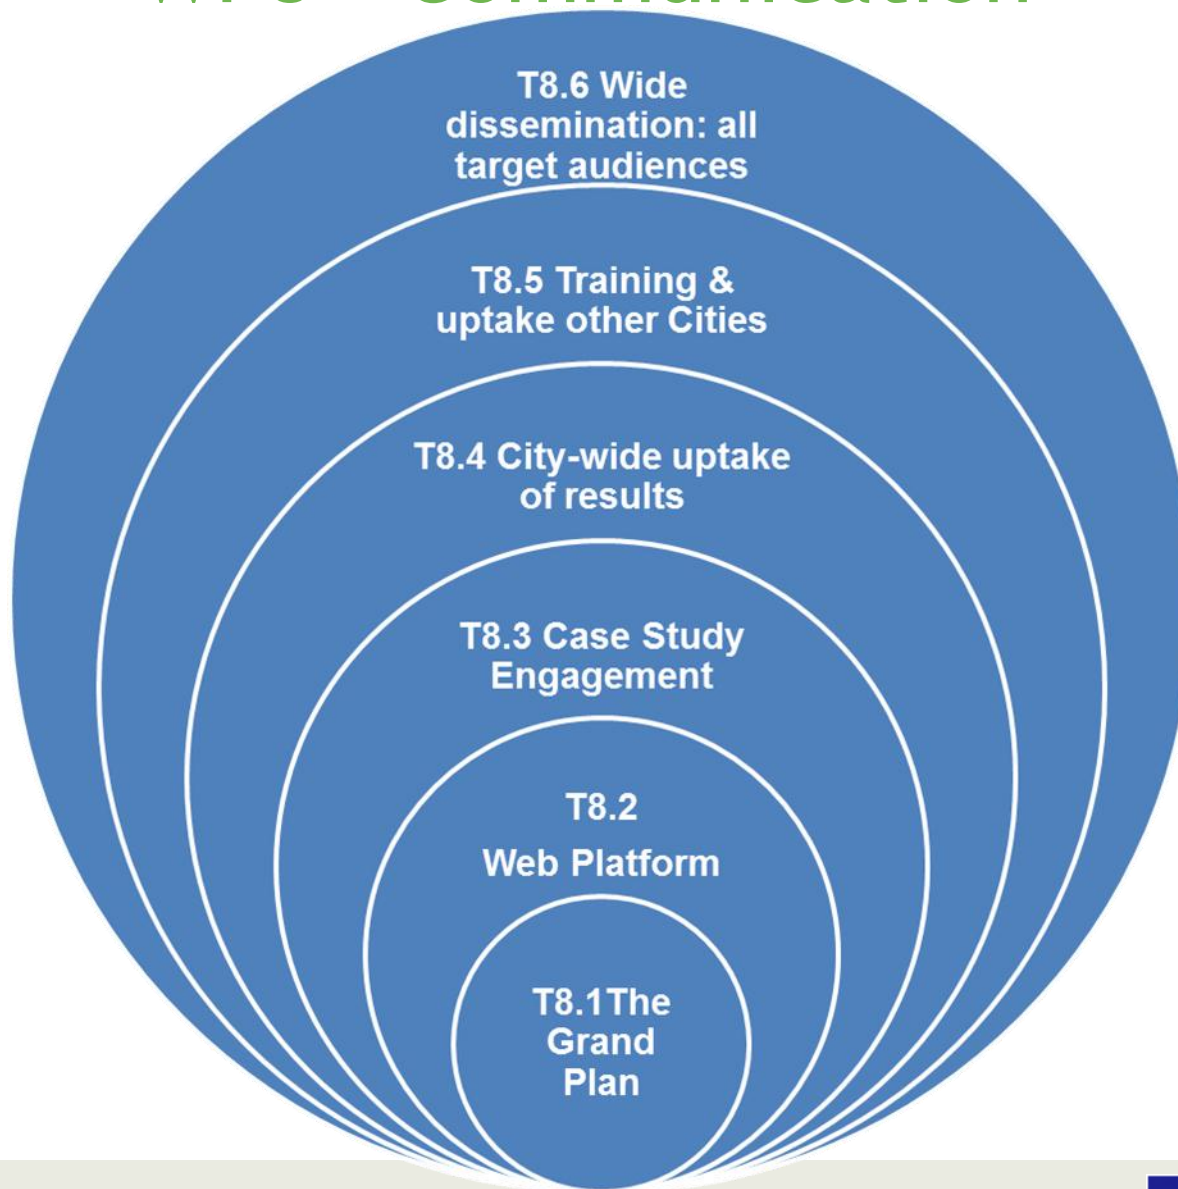 Communication
T8.6 Wide
dissemination: all
target audiences
T8.5 Training &
uptake other Cities
T8.4 City-wide uptake
of results
T8.3 Case Study
Engagement
T8.2
Web Platform
T8.1The
Grand
Plan